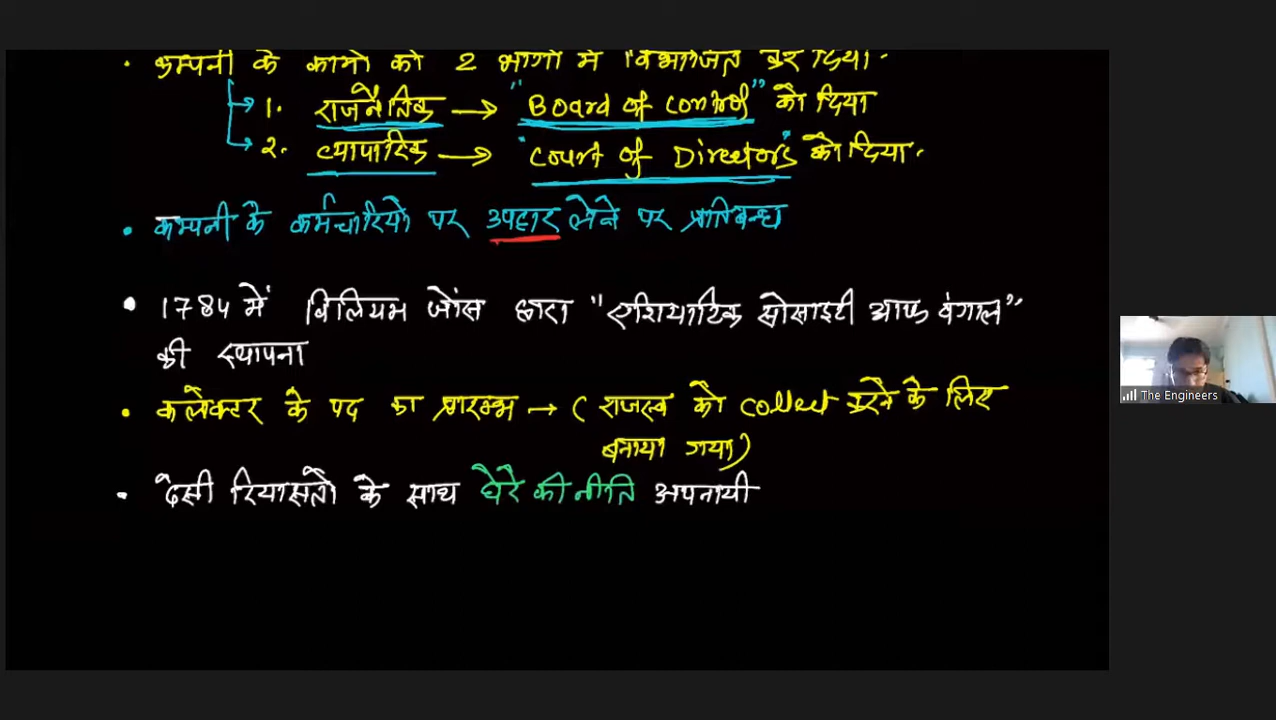 · कम्पनी के कामो को 2 भागो में विभाजित कर दिया·
1. राजनैतिक → "Board of Control" को दिया
2. व्यापारिक → "Court of Directors" को दिया·
· कम्पनी के कर्मचारियो पर उपहार लेने पर प्रतिबन्ध
· 1784 में विलियम जोंस द्वारा "एशियाटिक सोसाइटी आफ बंगाल"
की स्थापना
· कलेक्टर के पद का प्रारम्भ → ( राजस्व को collect करने के लिए
बनाया गया)
· देसी रियासतो के साथ घेरे की नीति अपनायी
The Engineers